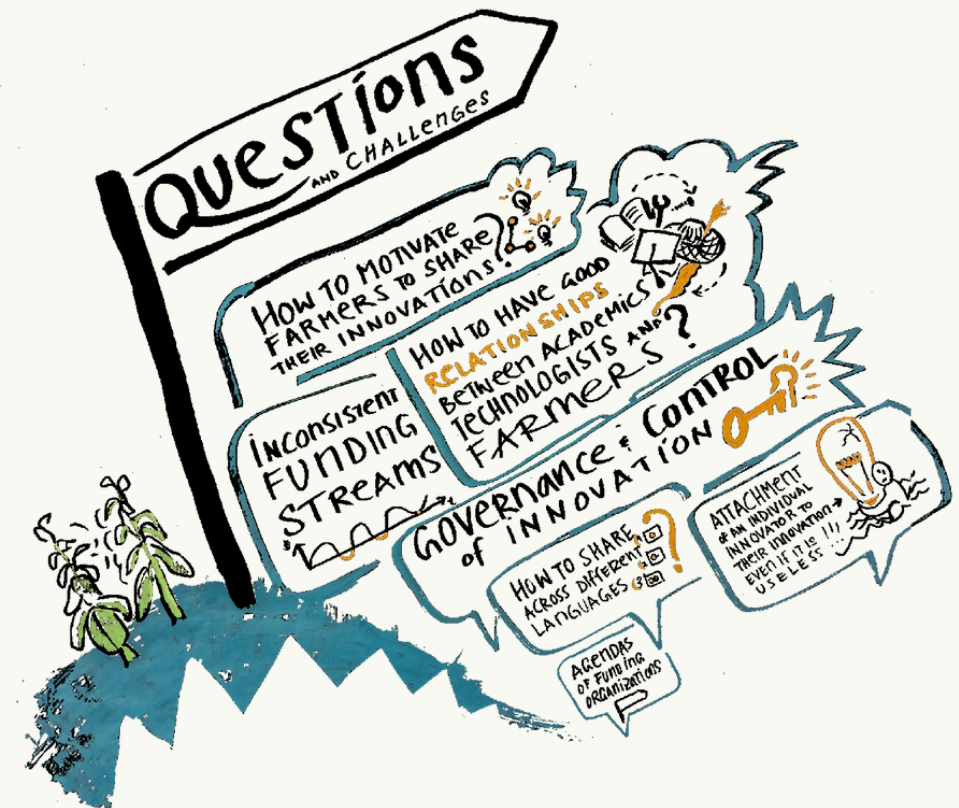 QUESTIONS
AND CHALLENGES
HOW TO MOTIVATE
FARMERS TO SHARE
THEIR INNOVATIONS?
HOW TO HAVE GOOD
RELATIONSHIPS
BETWEEN ACADEMICS
TECHNOLOGISTS AND
FARMERS?
INCONSISTENT
FUNDING
STREAMS
$
GOVERNANCE & CONTROL
of INNOVATION
HOW TO SHARE
ACROSS DIFFERENT
LANGUAGES?
ATTACHMENT
of AN INDIVIDUAL
INNOVATOR TO
THEIR INNOVATION
EVEN IF IT IS !!!
USELESS
AGENDAS
OF FUNDING
ORGANIZATIONS